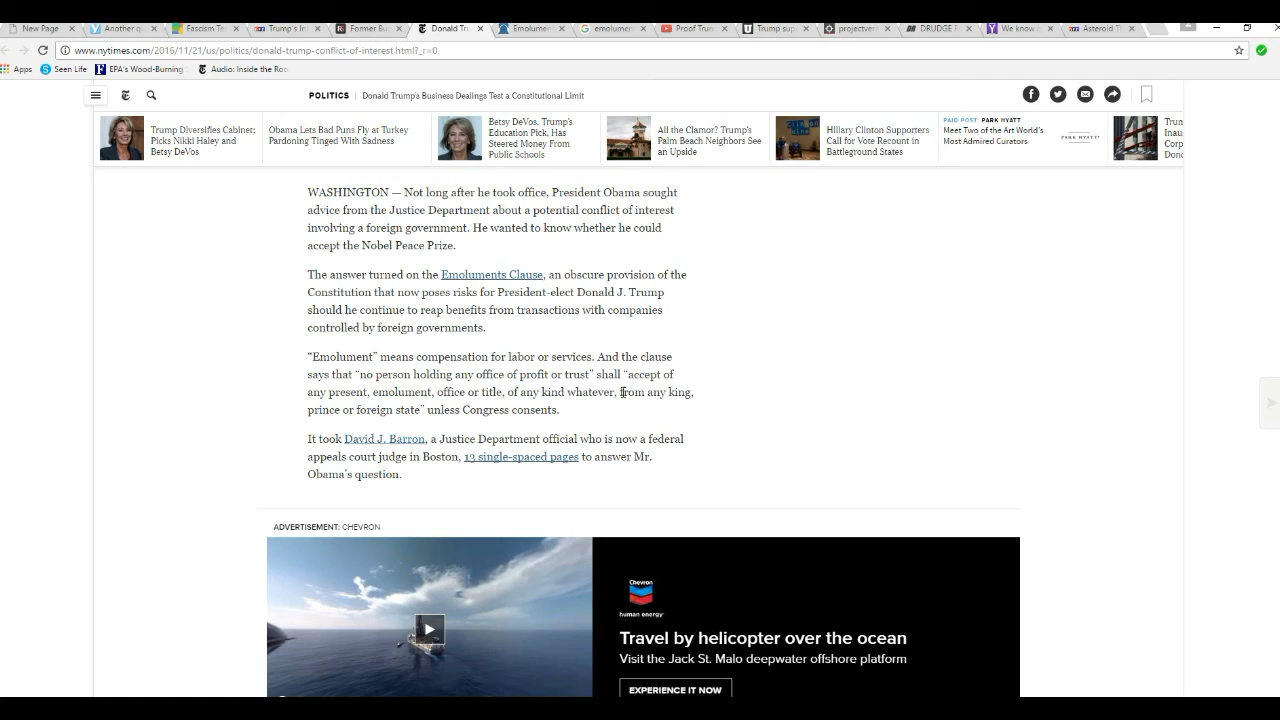 New Page
Another q
Fascism Te
Trump's In
Former Bu
Donald Tru
Emolume
emolumen
Proof Trum
Trump sup
projectver
DRUDGE R
We know n
Asteroid Th
www.nytimes.com/2016/11/21/us/politics/donald-trump-conflict-of-interest.html?_r=0
Apps
Seen Life
EPA's Wood-Burning
Audio: Inside the Roo
POLITICS
Donald Trump's Business Dealings Test a Constitutional Limit
Trump Diversifies Cabinet;
Picks Nikki Haley and
Betsy DeVos
Obama Lets Bad Puns Fly at Turkey
Pardoning Tinged With Sadness
Betsy DeVos, Trump's
Education Pick, Has
Steered Money From
Public Schools
All the Clamor? Trump's
Palm Beach Neighbors See
an Upside
Hillary Clinton Supporters
Call for Vote Recount in
Battleground States
PAID POST: PARK HYATT
Meet Two of the Art World's
Most Admired Curators
PARK HYATT
Trum
Inau
Corp
Dono
WASHINGTON — Not long after he took office, President Obama sought
advice from the Justice Department about a potential conflict of interest
involving a foreign government. He wanted to know whether he could
accept the Nobel Peace Prize.
The answer turned on the Emoluments Clause, an obscure provision of the
Constitution that now poses risks for President-elect Donald J. Trump
should he continue to reap benefits from transactions with companies
controlled by foreign governments.
“Emolument” means compensation for labor or services. And the clause
says that “no person holding any office of profit or trust” shall “accept of
any present, emolument, office or title, of any kind whatever, from any king,
prince or foreign state” unless Congress consents.
It took David J. Barron, a Justice Department official who is now a federal
appeals court judge in Boston, 13 single-spaced pages to answer Mr.
Obama's question.
ADVERTISEMENT: CHEVRON
Chevron
human energy
Travel by helicopter over the ocean
Visit the Jack St. Malo deepwater offshore platform
EXPERIENCE IT NOW